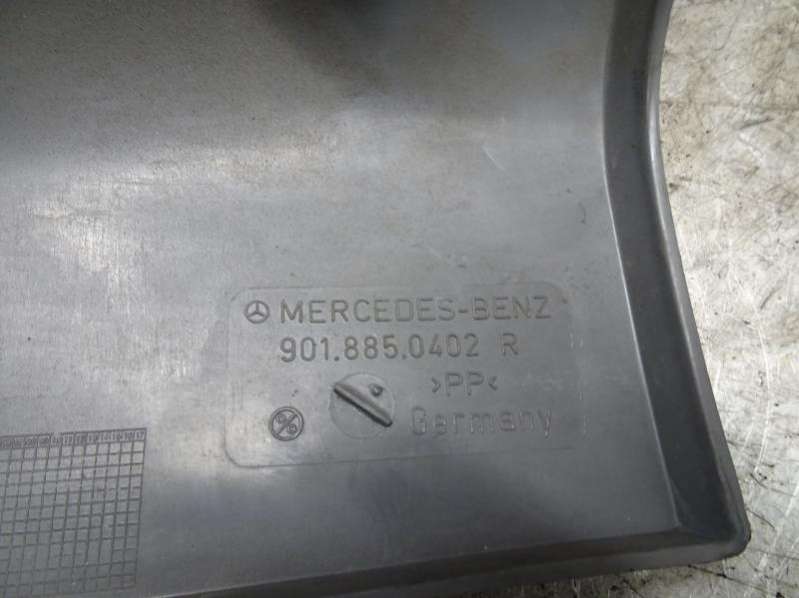 MERCEDES-BENZ
901.885.0402 R
>PP<
Germany